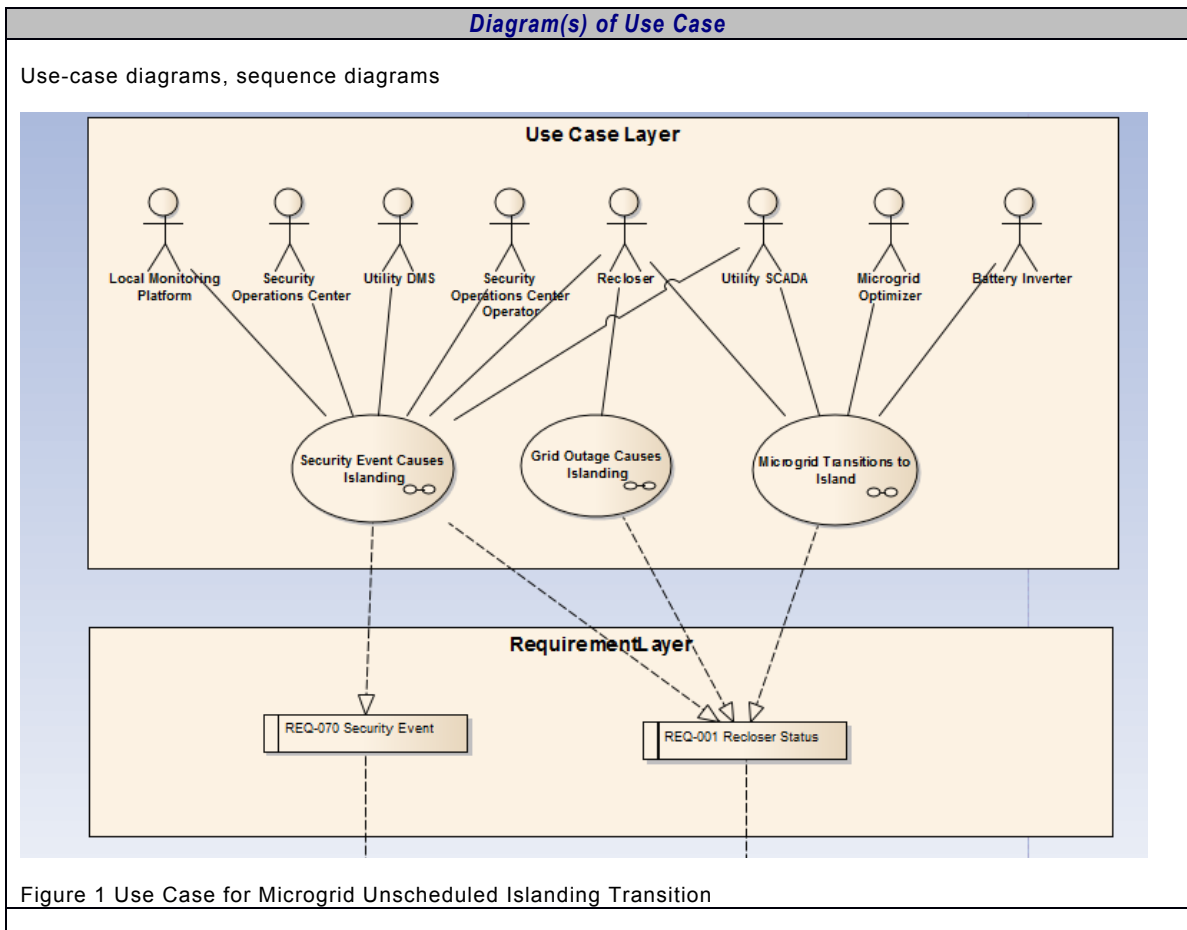 Diagram(s) of Use Case
Use-case diagrams, sequence diagrams
Use Case Layer
Local Monitoring
Platform
Security
Operations Center
Utility DMS
Security
Operations Center
Operator
Recloser
Utility SCADA
Microgrid
Optimizer
Battery Inverter
Security Event Causes
Islanding
Grid Outage Causes
Islanding
Microgrid Transitions to
Island
RequirementLayer
REQ-070 Security Event
REQ-001 Recloser Status
Figure 1 Use Case for Microgrid Unscheduled Islanding Transition